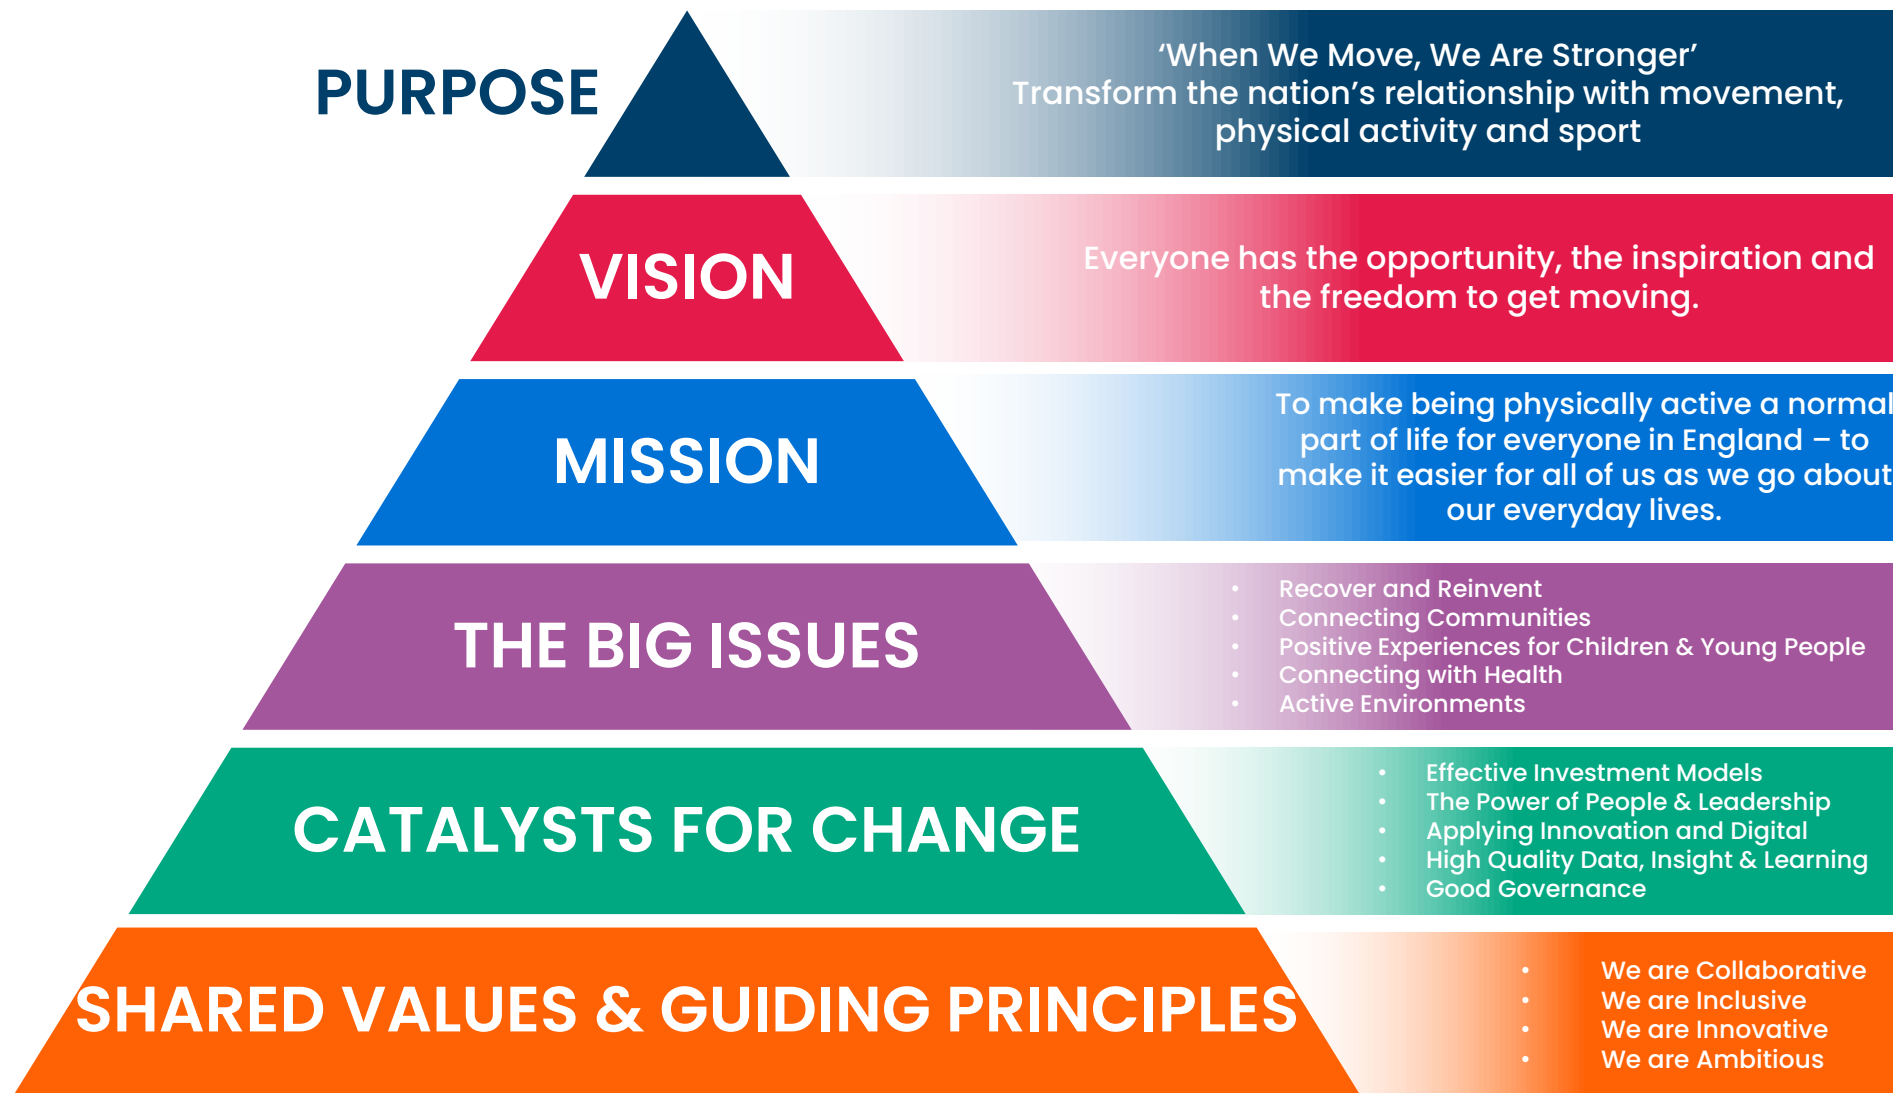 PURPOSE
‘When We Move, We Are Stronger’
Transform the nation’s relationship with movement,
physical activity and sport
VISION
Everyone has the opportunity, the inspiration and
the freedom to get moving.
MISSION
To make being physically active a normal
part of life for everyone in England – to
make it easier for all of us as we go about
our everyday lives.
THE BIG ISSUES
• Recover and Reinvent
• Connecting Communities
• Positive Experiences for Children & Young People
• Connecting with Health
• Active Environments
CATALYSTS FOR CHANGE
• Effective Investment Models
• The Power of People & Leadership
• Applying Innovation and Digital
• High Quality Data, Insight & Learning
• Good Governance
SHARED VALUES & GUIDING PRINCIPLES
• We are Collaborative
• We are Inclusive
• We are Innovative
• We are Ambitious